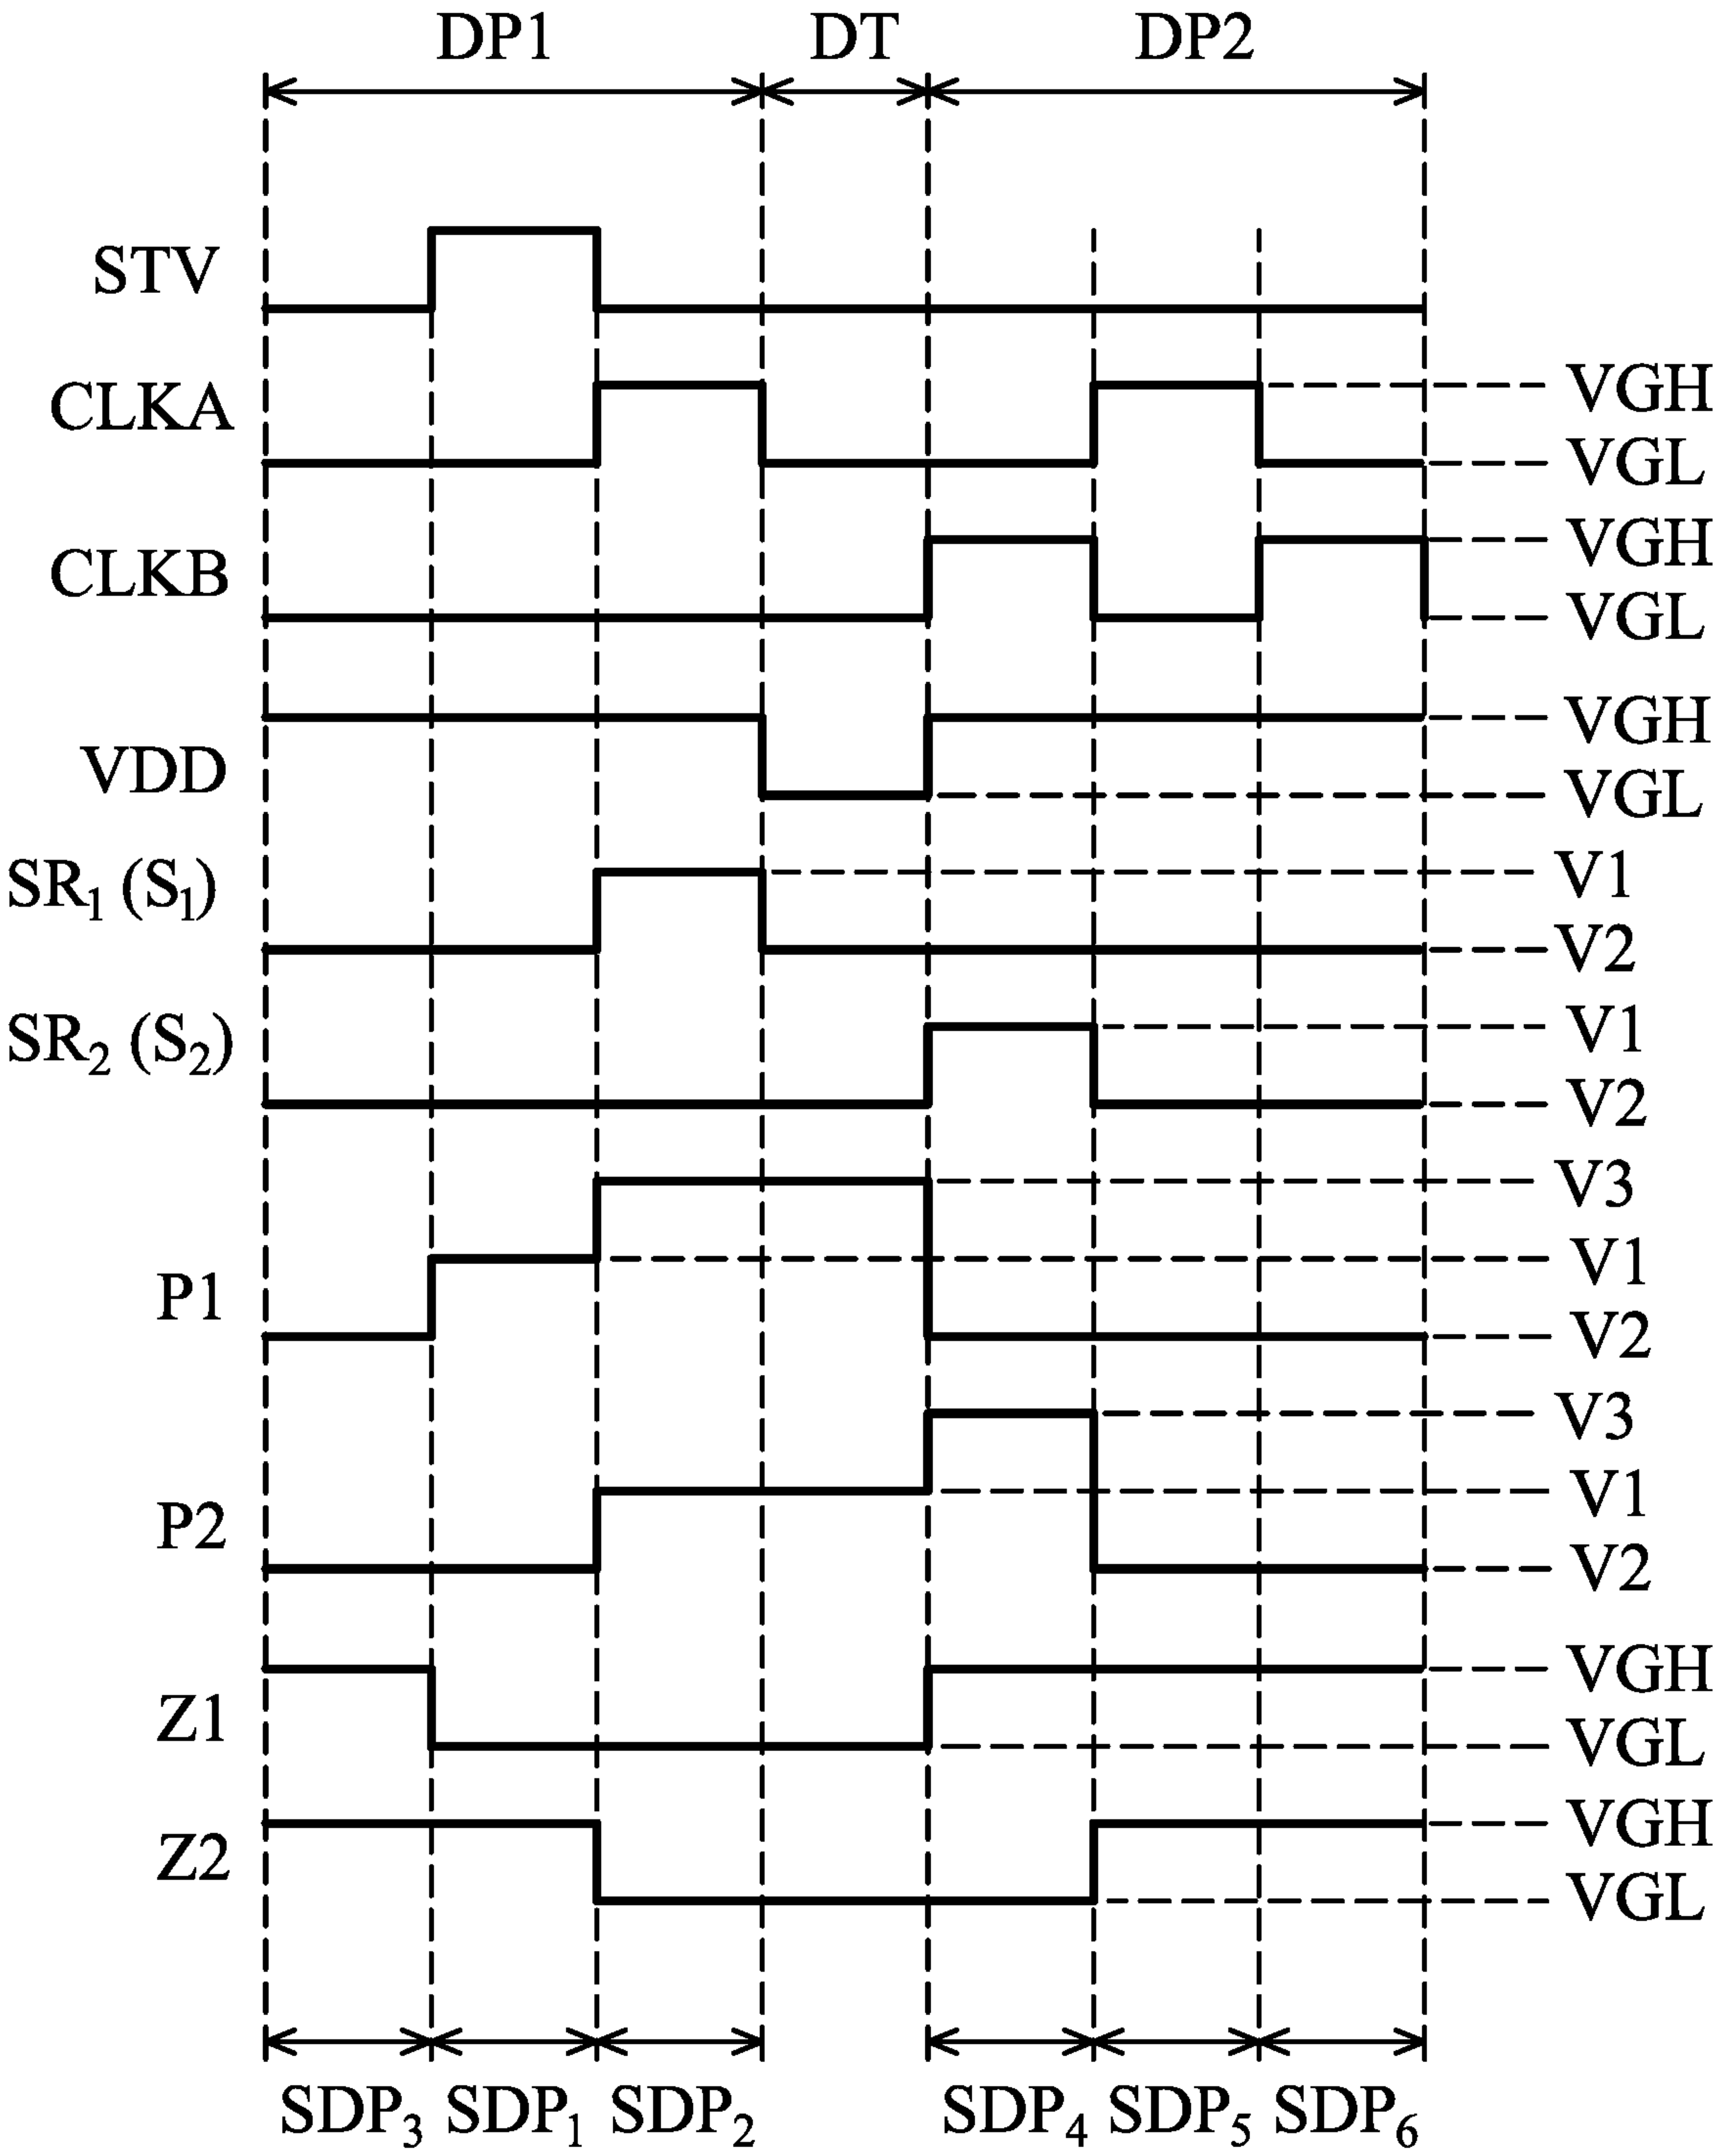 DP1 DT DP2
STV
CLKA VGH
VGL
CLKB VGH
VGL
VDD VGH
VGL
SR1 (S1) V1
V2
SR2 (S2) V1
V2
V3
P1 V1
V2
V3
P2 V1
V2
Z1 VGH
VGL
Z2 VGH
VGL
SDP3 SDP1 SDP2 SDP4 SDP5 SDP6